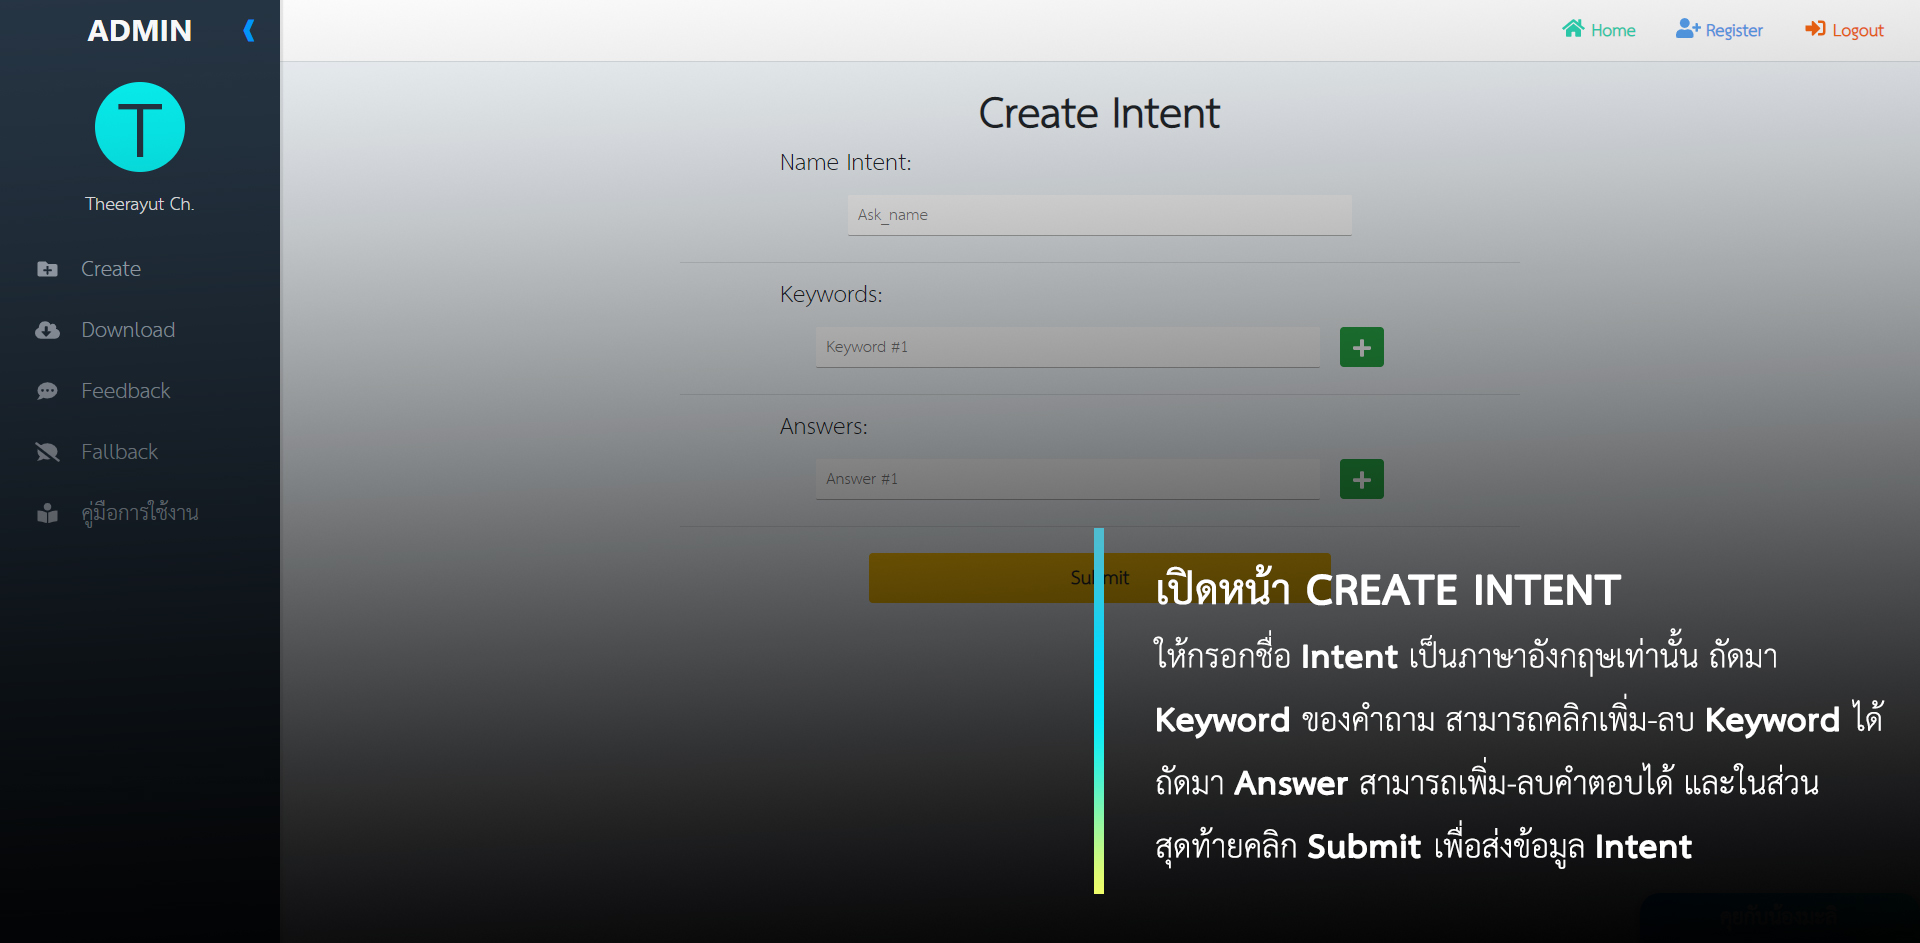 ADMIN
Home
Register
Logout
T
Theerayut Ch.
Create
Download
Feedback
Fallback
คู่มือการใช้งาน
Create Intent
Name Intent:
Ask_name
Keywords:
Keyword #1
Answers:
Answer #1
Submit
เปิดหน้า CREATE INTENT
ให้กรอกชื่อ Intent เป็นภาษาอังกฤษเท่านั้น ถัดมา
Keyword ของคำถาม สามารถคลิกเพิ่ม-ลบ Keyword ได้
ถัดมา Answer สามารถเพิ่ม-ลบคำตอบได้ และในส่วน
สุดท้ายคลิก Submit เพื่อส่งข้อมูล Intent